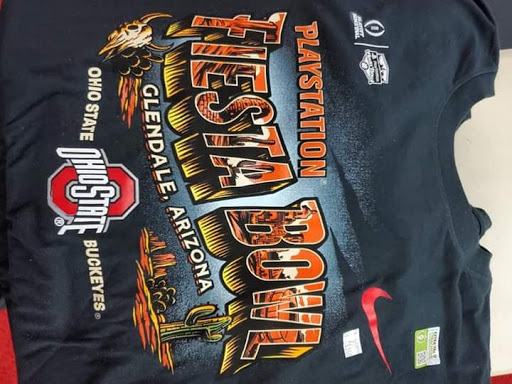 PLAYSTATION®
FIESTA
BOWL
GLENDALE, ARIZONA
OHIO STATE
OHIO STATE®
BUCKEYES®